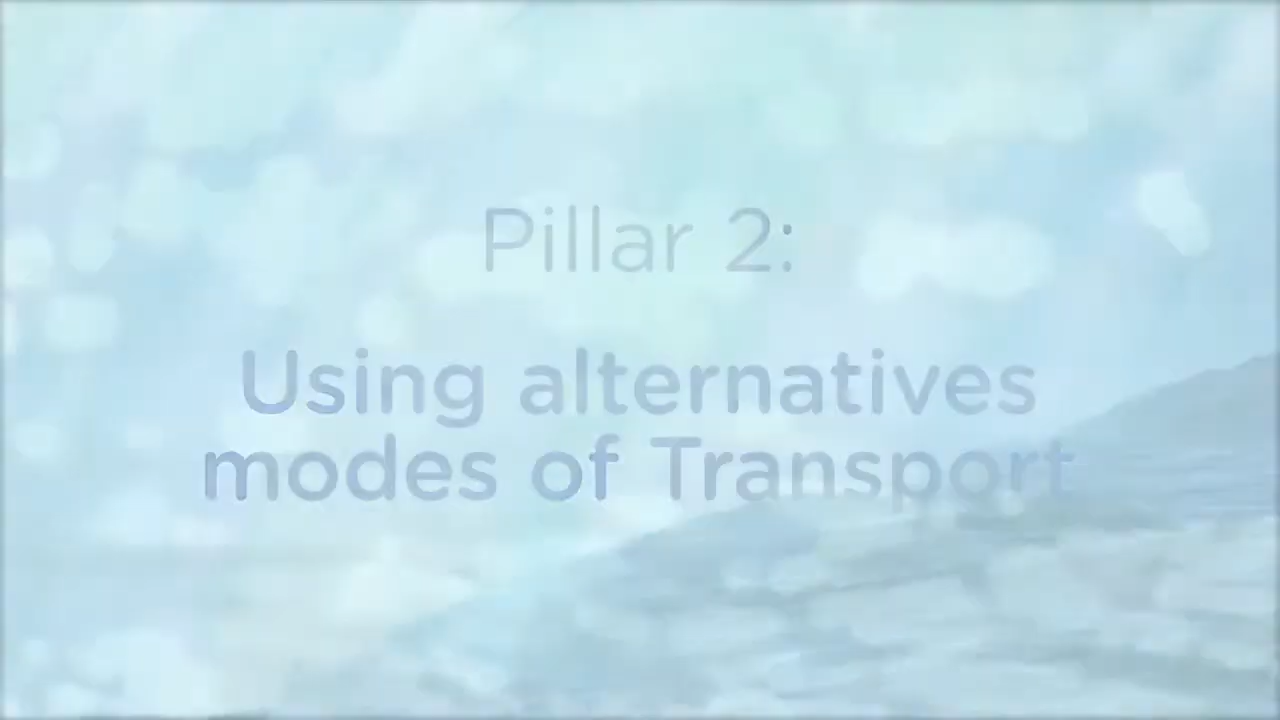 Pillar 2:
Using alternatives
modes of Transport